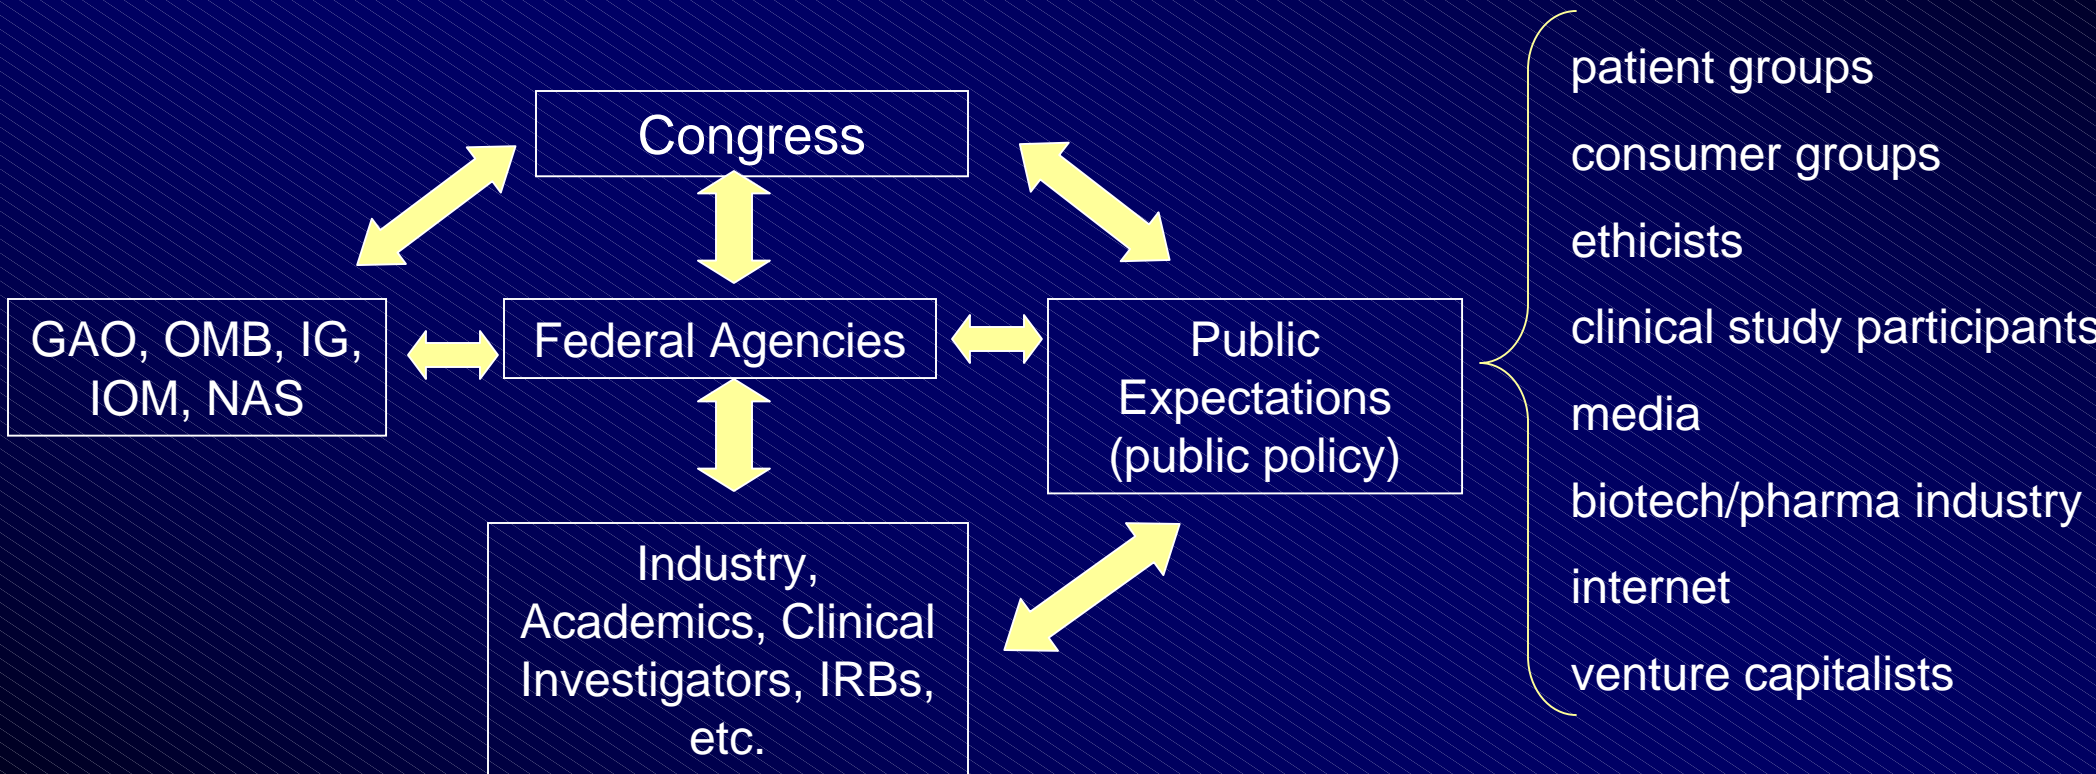 Congress
GAO, OMB, IG,
IOM, NAS
Federal Agencies
Public
Expectations
(public policy)
Industry,
Academics, Clinical
Investigators, IRBs,
etc.
patient groups
consumer groups
ethicists
clinical study participants
media
biotech/pharma industry
internet
venture capitalists